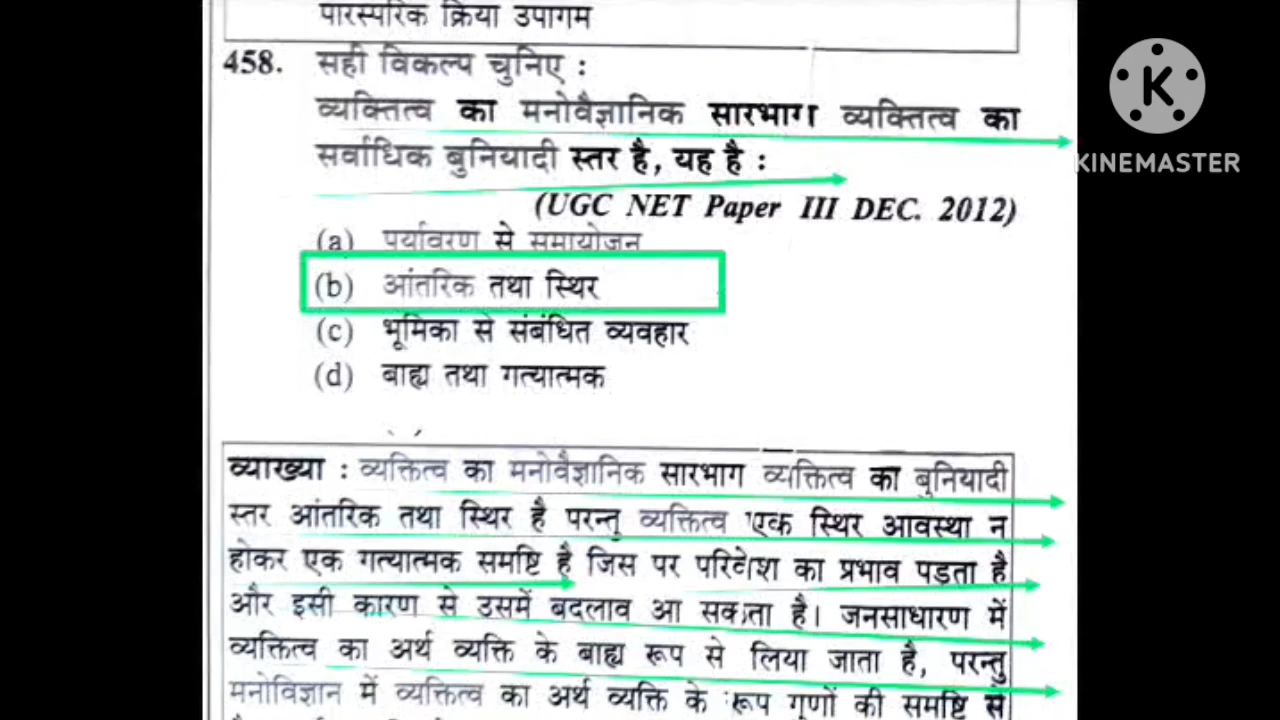 पारस्परिक क्रिया उपागम
458. सही विकल्प चुनिए :
व्यक्तित्व का मनोवैज्ञानिक सारभाग व्यक्तित्व का
सर्वाधिक बुनियादी स्तर है, यह है :
(UGC NET Paper III DEC. 2012)
(a) पर्यावरण से समायोजन
(b) आंतरिक तथा स्थिर
(c) भूमिका से संबंधित व्यवहार
(d) बाह्य तथा गत्यात्मक
व्याख्या : व्यक्तित्व का मनोवैज्ञानिक सारभाग व्यक्तित्व का बुनियादी
स्तर आंतरिक तथा स्थिर है परन्तु व्यक्तित्व एक स्थिर आवस्था न
होकर एक गत्यात्मक समष्टि है जिस पर परिवेश का प्रभाव पड़ता है
और इसी कारण से उसमें बदलाव आ सकता है। जनसाधारण में
व्यक्तित्व का अर्थ व्यक्ति के बाह्य रूप से लिया जाता है, परन्तु
मनोविज्ञान में व्यक्तित्व का अर्थ व्यक्ति के रूप गुणों की समष्टि से
K
KINEMASTER